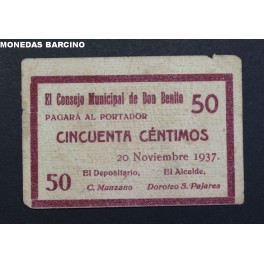 MONEDAS BARCINO
El Consejo Municipal de Don Benito 50
PAGARÁ AL PORTADOR
CINCUENTA CÉNTIMOS
20 Noviembre 1937.
El Depositario, El Alcalde,
50 C. Manzano Doroteo S. Pajares